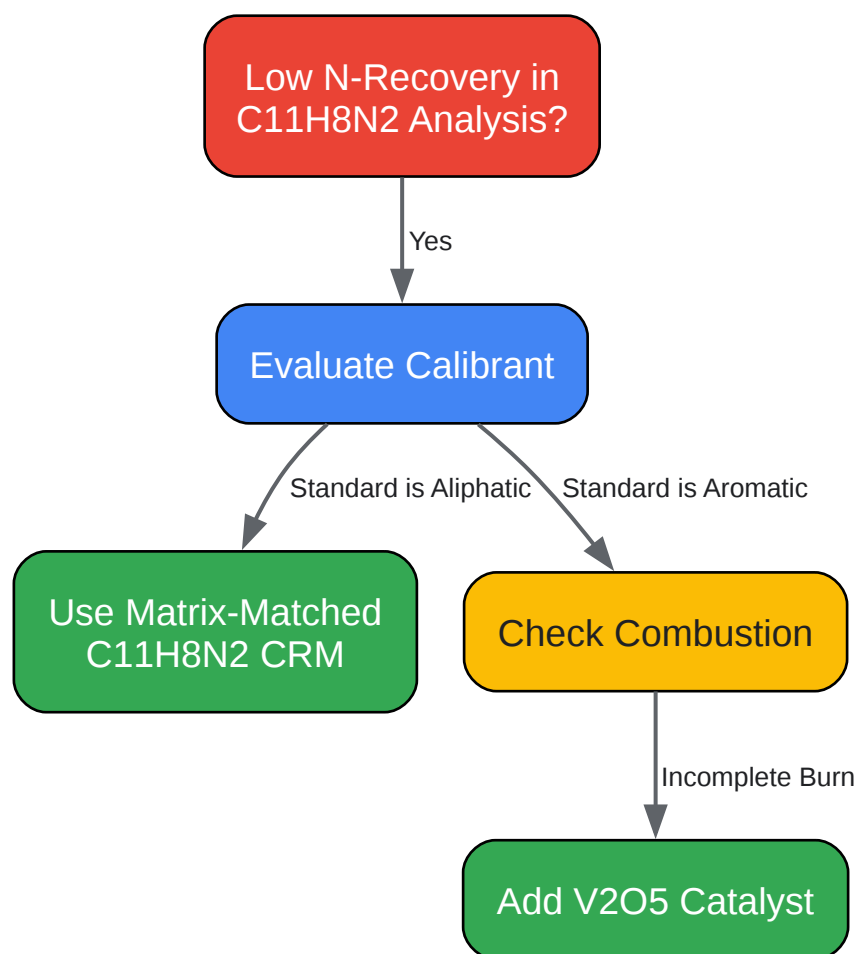 Low N-Recovery in
C11H8N2 Analysis?
Yes
Evaluate Calibrant
Standard is Aliphatic
Standard is Aromatic
Use Matrix-Matched
C11H8N2 CRM
Check Combustion
Incomplete Burn
Add V2O5 Catalyst